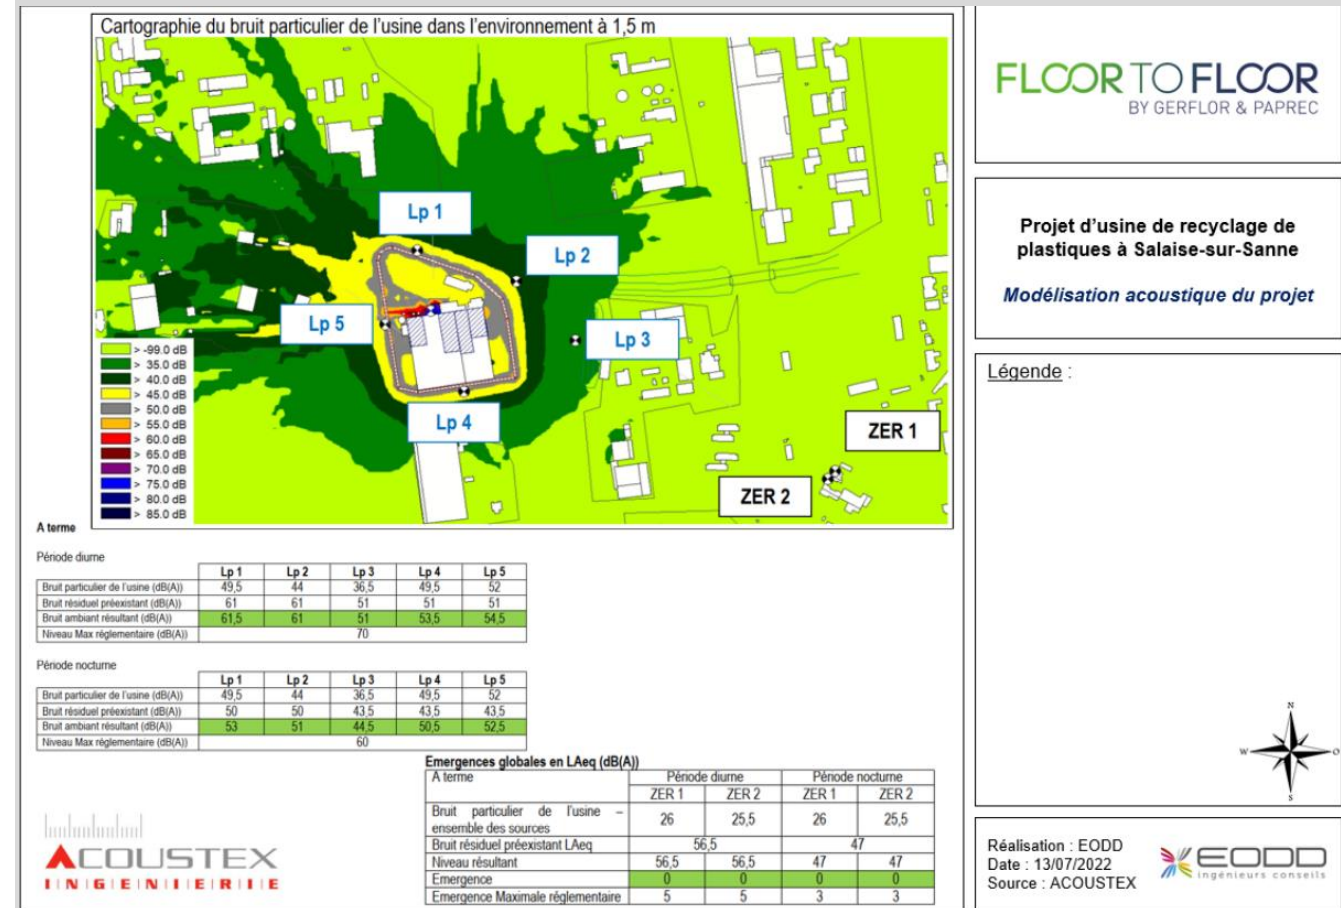 Cartographie du bruit particulier de l'usine dans l'environnement à 1,5 m
Lp 1
Lp 2
Lp 5
Lp 3
Lp 4
ZER 1
ZER 2
> -99.0 dB
> 35.0 dB
> 40.0 dB
> 45.0 dB
> 50.0 dB
> 55.0 dB
> 60.0 dB
> 65.0 dB
> 70.0 dB
> 75.0 dB
> 80.0 dB
> 85.0 dB
A terme
Période diurne
Lp 1 Lp 2 Lp 3 Lp 4 Lp 5
Bruit particulier de l'usine (dB(A)) 49,5 44 36,5 49,5 52
Bruit résiduel préexistant (dB(A)) 61 61 51 51 51
Bruit ambiant résultant (dB(A)) 61,5 61 51 53,5 54,5
Niveau Max réglementaire (dB(A)) 70
Période nocturne
Lp 1 Lp 2 Lp 3 Lp 4 Lp 5
Bruit particulier de l'usine (dB(A)) 49,5 44 36,5 49,5 52
Bruit résiduel préexistant (dB(A)) 50 50 43,5 43,5 43,5
Bruit ambiant résultant (dB(A)) 53 51 44,5 50,5 52,5
Niveau Max réglementaire (dB(A)) 60
Emergences globales en LAeq (dB(A))
A terme Période diurne Période nocturne
ZER 1 ZER 2 ZER 1 ZER 2
Bruit particulier de l'usine –
ensemble des sources 26 25,5 26 25,5
Bruit résiduel préexistant LAeq 56,5 47
Niveau résultant 56,5 56,5 47 47
Emergence 0 0 0 0
Emergence Maximale réglementaire 5 5 3 3
ACOUSTEX
INGENIERIE
FLOOR TO FLOOR
BY GERFLOR & PAPREC
Projet d'usine de recyclage de
plastiques à Salaise-sur-Sanne
Modélisation acoustique du projet
Légende :
N
W O
S
Réalisation : EODD
Date : 13/07/2022
Source : ACOUSTEX
EODD
ingénieurs conseils